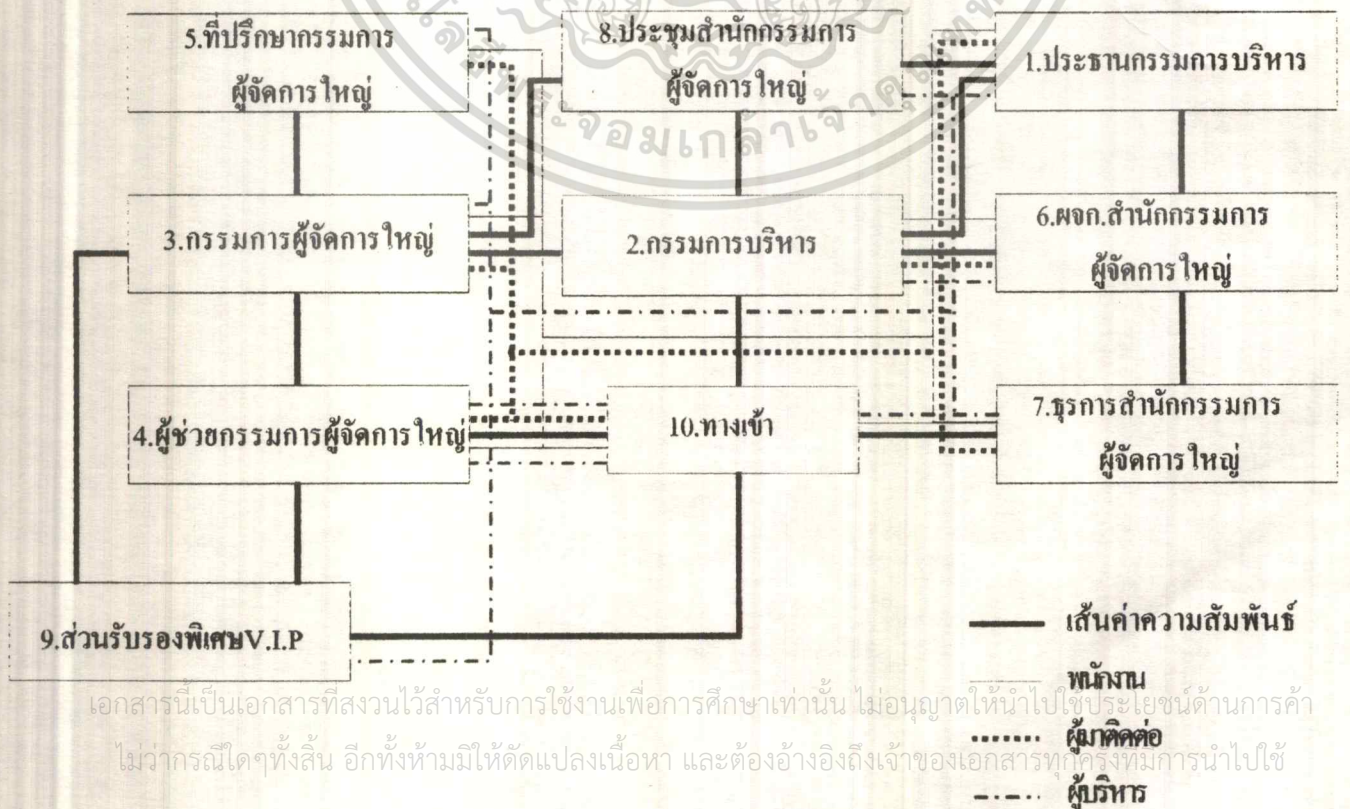 5.ที่ปรึกษากรรมการ
ผู้จัดการใหญ่
8.ประชุมสำนักกรรมการ
ผู้จัดการใหญ่
1.ประธานกรรมการบริหาร
3.กรรมการผู้จัดการใหญ่
2.กรรมการบริหาร
6.ผจก.สำนักกรรมการ
ผู้จัดการใหญ่
4.ผู้ช่วยกรรมการผู้จัดการใหญ่
10.ทางเข้า
7.ธุรการสำนักกรรมการ
ผู้จัดการใหญ่
9.ส่วนรับรองพิเศษV.I.P
เส้นค่าความสัมพันธ์
พนักงาน
ผู้มาติดต่อ
ผู้บริหาร
เอกสารนี้เป็นเอกสารที่สงวนไว้สำหรับการใช้งานเพื่อการศึกษาเท่านั้น ไม่อนุญาตให้นำไปใช้ประโยชน์ด้านการค้า
ไม่ว่ากรณีใดๆทั้งสิ้น อีกทั้งห้ามมิให้ดัดแปลงเนื้อหา และต้องอ้างอิงถึงเจ้าของเอกสารทุกครั้งที่มีการนำไปใช้